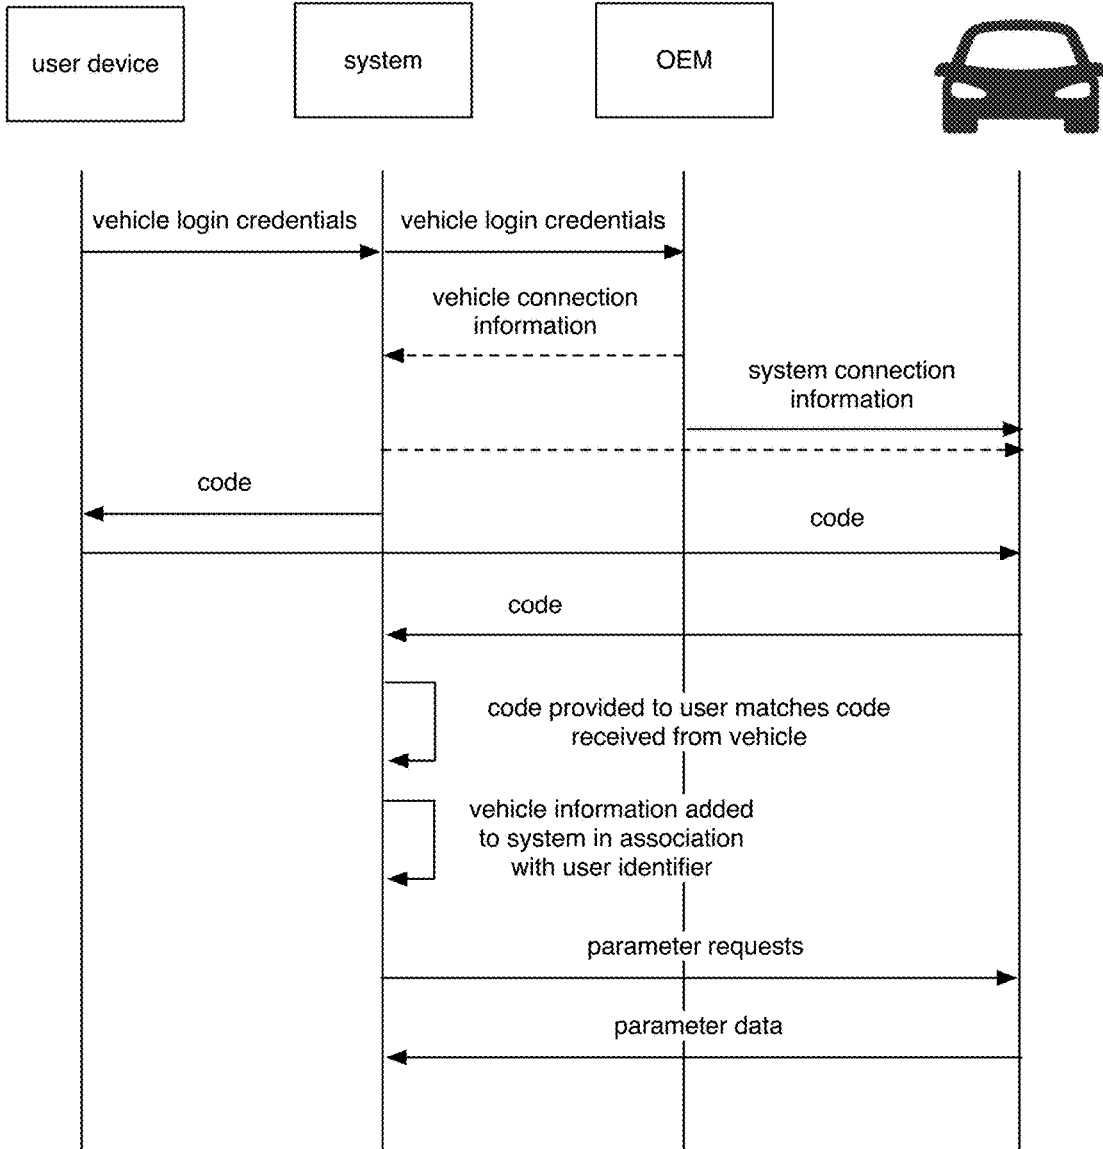 user device
system
OEM
vehicle login credentials
vehicle login credentials
vehicle connection
information
system connection
information
code
code
code
code provided to user matches code
received from vehicle
vehicle information added
to system in association
with user identifier
parameter requests
parameter data